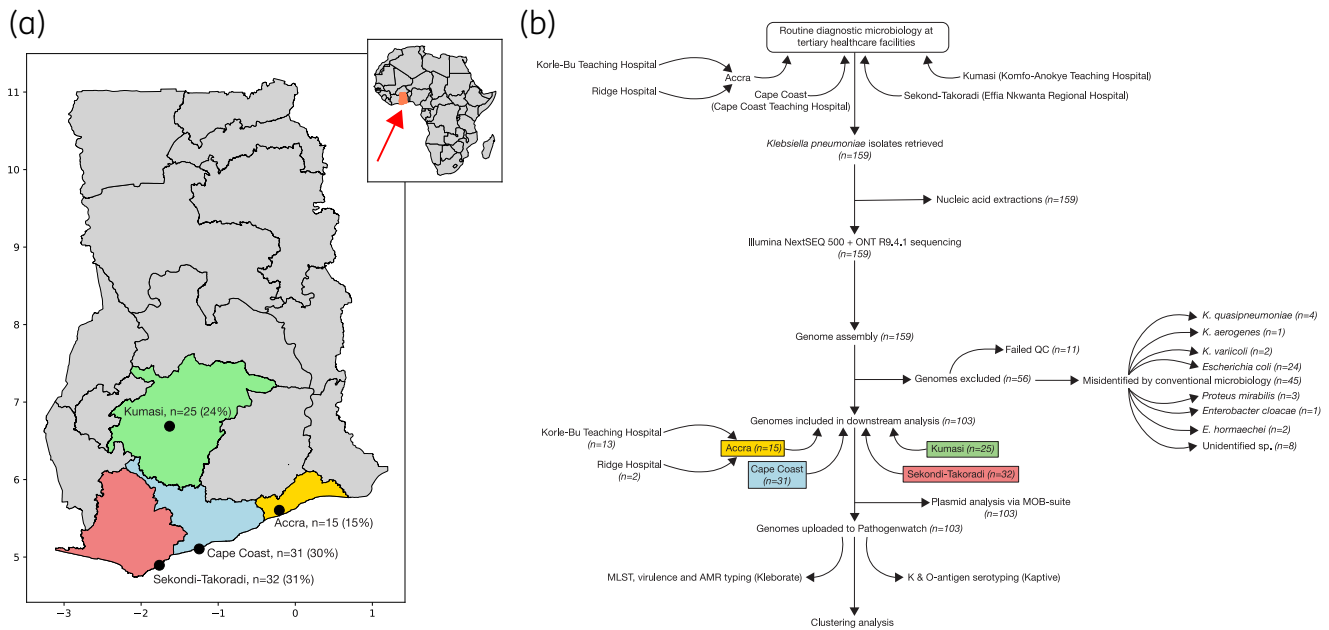 (a)
11
10
9
8
7
6
5
−3
−2
−1
0
1
Kumasi, n=25 (24%)
Accra, n=15 (15%)
Cape Coast, n=31 (30%)
Sekondi-Takoradi, n=32 (31%)
(b)
Routine diagnostic microbiology at
tertiary healthcare facilities
Korle-Bu Teaching Hospital
Ridge Hospital
Accra
Cape Coast
(Cape Coast Teaching Hospital)
Kumasi (Komfo-Anokye Teaching Hospital)
Sekond-Takoradi (Effia Nkwanta Regional Hospital)
Klebsiella pneumoniae isolates retrieved
(n=159)
Nucleic acid extractions (n=159)
Illumina NextSEQ 500 + ONT R9.4.1 sequencing
(n=159)
Genome assembly (n=159)
Failed QC (n=11)
Genomes excluded (n=56)
Misidentified by conventional microbiology (n=45)
K. quasipneumoniae (n=4)
K. aerogenes (n=1)
K. variicoli (n=2)
Escherichia coli (n=24)
Proteus mirabilis (n=3)
Enterobacter cloacae (n=1)
E. hormaechei (n=2)
Unidentified sp. (n=8)
Genomes included in downstream analysis (n=103)
Korle-Bu Teaching Hospital
(n=13)
Ridge Hospital
(n=2)
Accra (n=15)
Cape Coast
(n=31)
Kumasi (n=25)
Sekondi-Takoradi (n=32)
Plasmid analysis via MOB-suite
(n=103)
Genomes uploaded to Pathogenwatch (n=103)
MLST, virulence and AMR typing (Kleborate)
K & O-antigen serotyping (Kaptive)
Clustering analysis